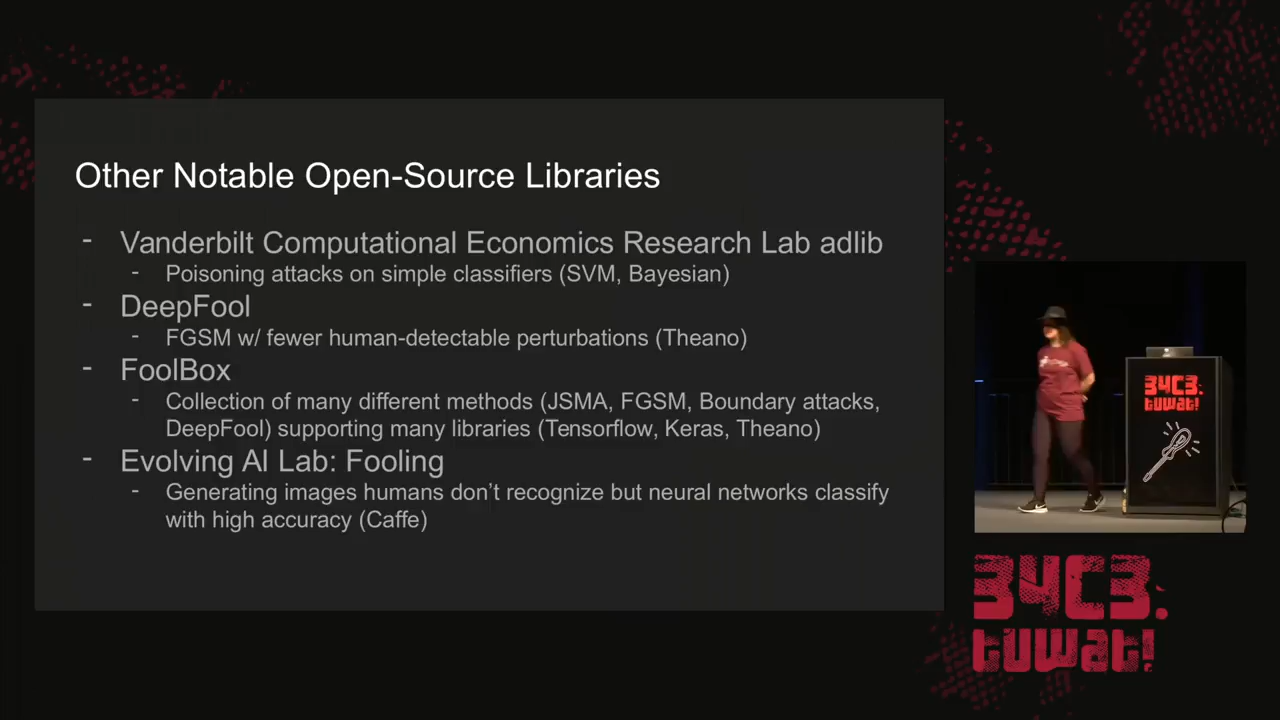 Other Notable Open-Source Libraries
- Vanderbilt Computational Economics Research Lab adlib
- Poisoning attacks on simple classifiers (SVM, Bayesian)
- DeepFool
- FGSM w/ fewer human-detectable perturbations (Theano)
- FoolBox
- Collection of many different methods (JSMA, FGSM, Boundary attacks,
DeepFool) supporting many libraries (Tensorflow, Keras, Theano)
- Evolving AI Lab: Fooling
- Generating images humans don't recognize but neural networks classify
with high accuracy (Caffe)
34C3.
tuwat!
34C3.
tuwat!